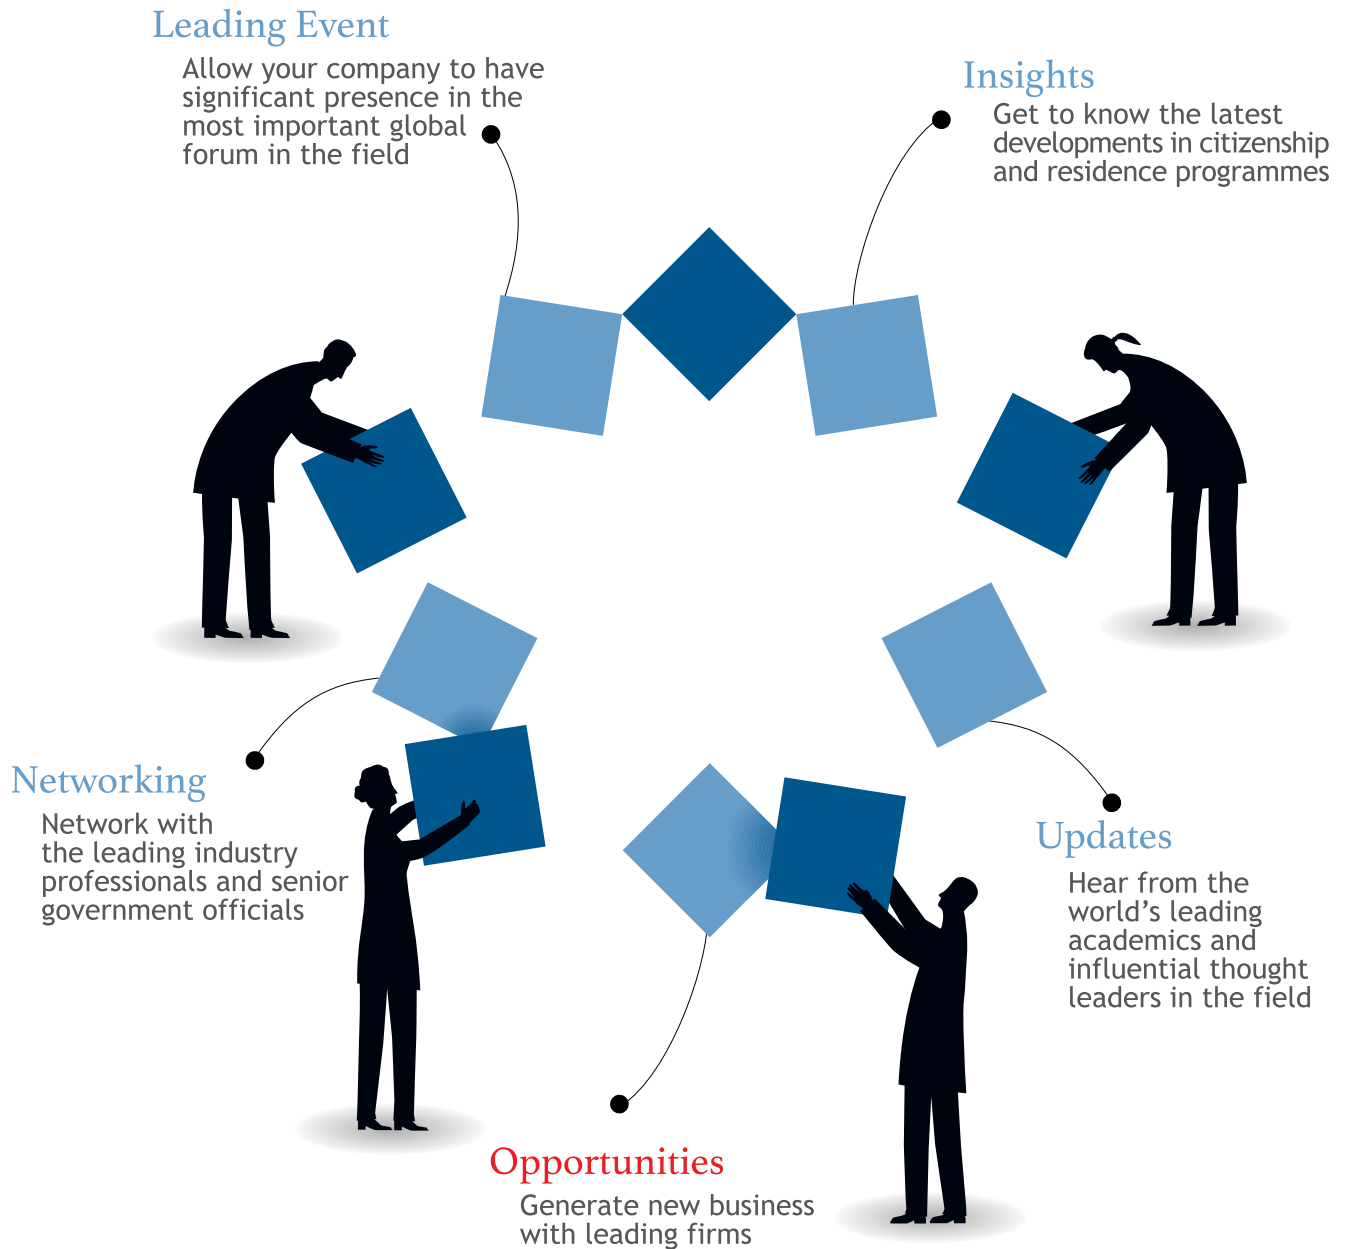 Leading Event
Allow your company to have
significant presence in the
most important global
forum in the field
Insights
Get to know the latest
developments in citizenship
and residence programmes
Networking
Network with
the leading industry
professionals and senior
government officials
Updates
Hear from the
world’s leading
academics and
influential thought
leaders in the field
Opportunities
Generate new business
with leading firms